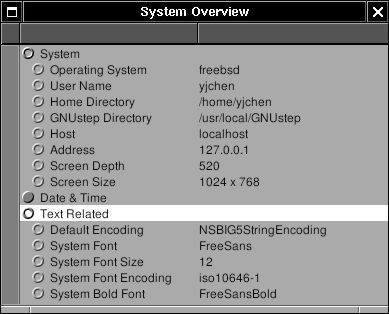 System Overview
System
Operating System freebsd
User Name yjchen
Home Directory /home/yjchen
GNUstep Directory /usr/local/GNUstep
Host localhost
Address 127.0.0.1
Screen Depth 520
Screen Size 1024 x 768
Date & Time
Text Related
Default Encoding NSBIG5StringEncoding
System Font FreeSans
System Font Size 12
System Font Encoding iso10646-1
System Bold Font FreeSansBold